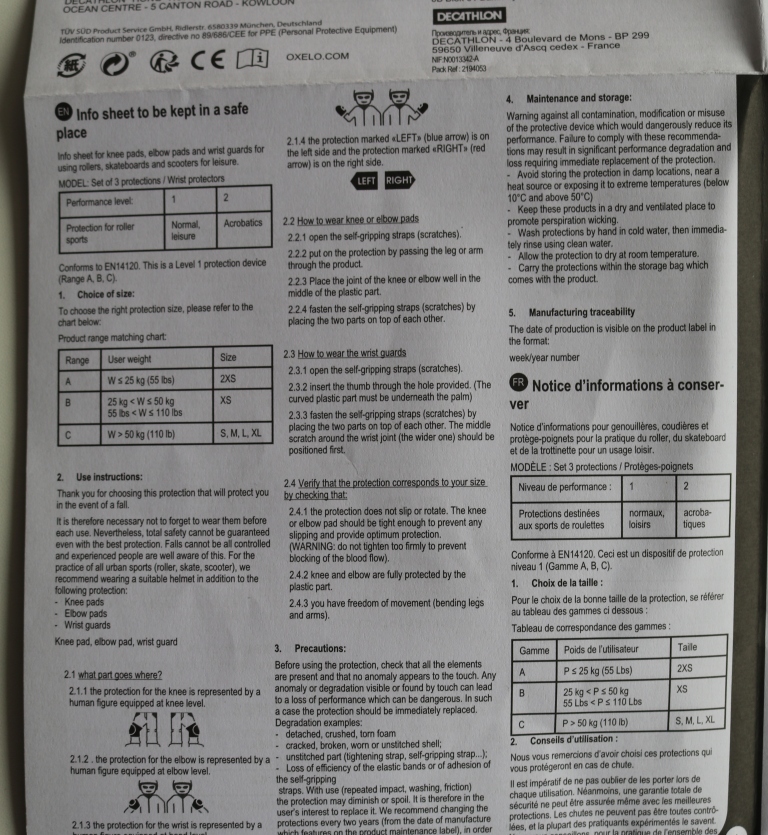 OCEAN CENTRE - 5 CANTON ROAD - KOWLOON
TÜV SÜD Product Service GmbH, Ridlerstr, 6580339 München, Deutschland
Identification number 0123, directive no 89/686/CEE for PPE (Personal Protective Equipment)
CE
i
OXELO.COM
DECATHLON
Производитель и адрес, Франция:
DECATHLON - 4 Boulevard de Mons - BP 299
59650 Villeneuve d'Ascq cedex - France
NIF:N0013342-A
Pack Ref : 2194053
EN Info sheet to be kept in a safe
place
Info sheet for knee pads, elbow pads and wrist guards for
using rollers, skateboards and scooters for leisure.
MODEL: Set of 3 protections / Wrist protectors
Performance level: 1 2
Protection for roller sports Normal, leisure Acrobatics
Conforms to EN14120. This is a Level 1 protection device
(Range A, B, C).
1. Choice of size:
To choose the right protection size, please refer to the
chart below:
Product range matching chart:
Range User weight Size
A W ≤ 25 kg (55 lbs) 2XS
B 25 kg < W ≤ 50 kg XS
55 lbs < W ≤ 110 lbs
C W > 50 kg (110 lb) S, M, L, XL
2. Use instructions:
Thank you for choosing this protection that will protect you
in the event of a fall.
It is therefore necessary not to forget to wear them before
each use. Nevertheless, total safety cannot be guaranteed
even with the best protection. Falls cannot be all controlled
and experienced people are well aware of this. For the
practice of all urban sports (roller, skate, scooter), we
recommend wearing a suitable helmet in addition to the
following protection:
- Knee pads
- Elbow pads
- Wrist guards
Knee pad, elbow pad, wrist guard
2.1 what part goes where?
2.1.1 the protection for the knee is represented by a
human figure equipped at knee level.
2.1.2 . the protection for the elbow is represented by a
human figure equipped at elbow level.
2.1.3 the protection for the wrist is represented by a
2.1.4 the protection marked «LEFT» (blue arrow) is on
the left side and the protection marked «RIGHT» (red
arrow) is on the right side.
LEFT RIGHT
2.2 How to wear knee or elbow pads
2.2.1 open the self-gripping straps (scratches).
2.2.2 put on the protection by passing the leg or arm
through the product.
2.2.3 Place the joint of the knee or elbow well in the
middle of the plastic part.
2.2.4 fasten the self-gripping straps (scratches) by
placing the two parts on top of each other.
2.3 How to wear the wrist guards
2.3.1 open the self-gripping straps (scratches).
2.3.2 insert the thumb through the hole provided. (The
curved plastic part must be underneath the palm)
2.3.3 fasten the self-gripping straps (scratches) by
placing the two parts on top of each other. The middle
scratch around the wrist joint (the wider one) should be
positioned first.
2.4 Verify that the protection corresponds to your size
by checking that:
2.4.1 the protection does not slip or rotate. The knee
or elbow pad should be tight enough to prevent any
slipping and provide optimum protection.
(WARNING: do not tighten too firmly to prevent
blocking of the blood flow).
2.4.2 knee and elbow are fully protected by the
plastic part.
2.4.3 you have freedom of movement (bending legs
and arms).
3. Precautions:
Before using the protection, check that all the elements
are present and that no anomaly appears to the touch. Any
anomaly or degradation visible or found by touch can lead
to a loss of performance which can be dangerous. In such
a case the protection should be immediately replaced.
Degradation examples:
- detached, crushed, torn foam
- cracked, broken, worn or unstitched shell;
- unstitched part (tightening strap, self-gripping strap...);
- Loss of efficiency of the elastic bands or of adhesion of
the self-gripping
straps. With use (repeated impact, washing, friction)
the protection may diminish or spoil. It is therefore in the
user's interest to replace it. We recommend changing the
protections every two years (from the date of manufacture
which features on the product maintenance label), in order
4. Maintenance and storage:
Warning against all contamination, modification or misuse
of the protective device which would dangerously reduce its
performance. Failure to comply with these recommenda-
tions may result in significant performance degradation and
loss requiring immediate replacement of the protection.
- Avoid storing the protection in damp locations, near a
heat source or exposing it to extreme temperatures (below
10°C and above 50°C)
- Keep these products in a dry and ventilated place to
promote perspiration wicking.
- Wash protections by hand in cold water, then immedia-
tely rinse using clean water.
- Allow the protection to dry at room temperature.
- Carry the protections within the storage bag which
comes with the product.
5. Manufacturing traceability
The date of production is visible on the product label in
the format:
week/year number
FR Notice d'informations à conser-
ver
Notice d'informations pour genouillères, coudières et
protège-poignets pour la pratique du roller, du skateboard
et de la trottinette pour un usage loisir.
MODÈLE : Set 3 protections / Protèges-poignets
Niveau de performance : 1 2
Protections destinées aux sports de roulettes normaux, loisirs acroba-tiques
Conforme à EN14120. Ceci est un dispositif de protection
niveau 1 (Gamme A, B, C).
1. Choix de la taille :
Pour le choix de la bonne taille de la protection, se référer
au tableau des gammes ci dessous :
Tableau de correspondance des gammes :
Gamme Poids de l'utilisateur Taille
A P ≤ 25 kg (55 Lbs) 2XS
B 25 kg < P ≤ 50 kg XS
55 Lbs < P ≤ 110 Lbs
C P > 50 kg (110 lb) S, M, L, XL
2. Conseils d'utilisation :
Nous vous remercions d'avoir choisi ces protections qui
vous protégeront en cas de chute.
Il est impératif de ne pas oublier de les porter lors de
chaque utilisation. Néanmoins, une garantie totale de
sécurité ne peut être assurée même avec les meilleures
protections. Les chutes ne peuvent pas être toutes contrô-
lées, et la plupart des pratiquants expérimentés le savent.